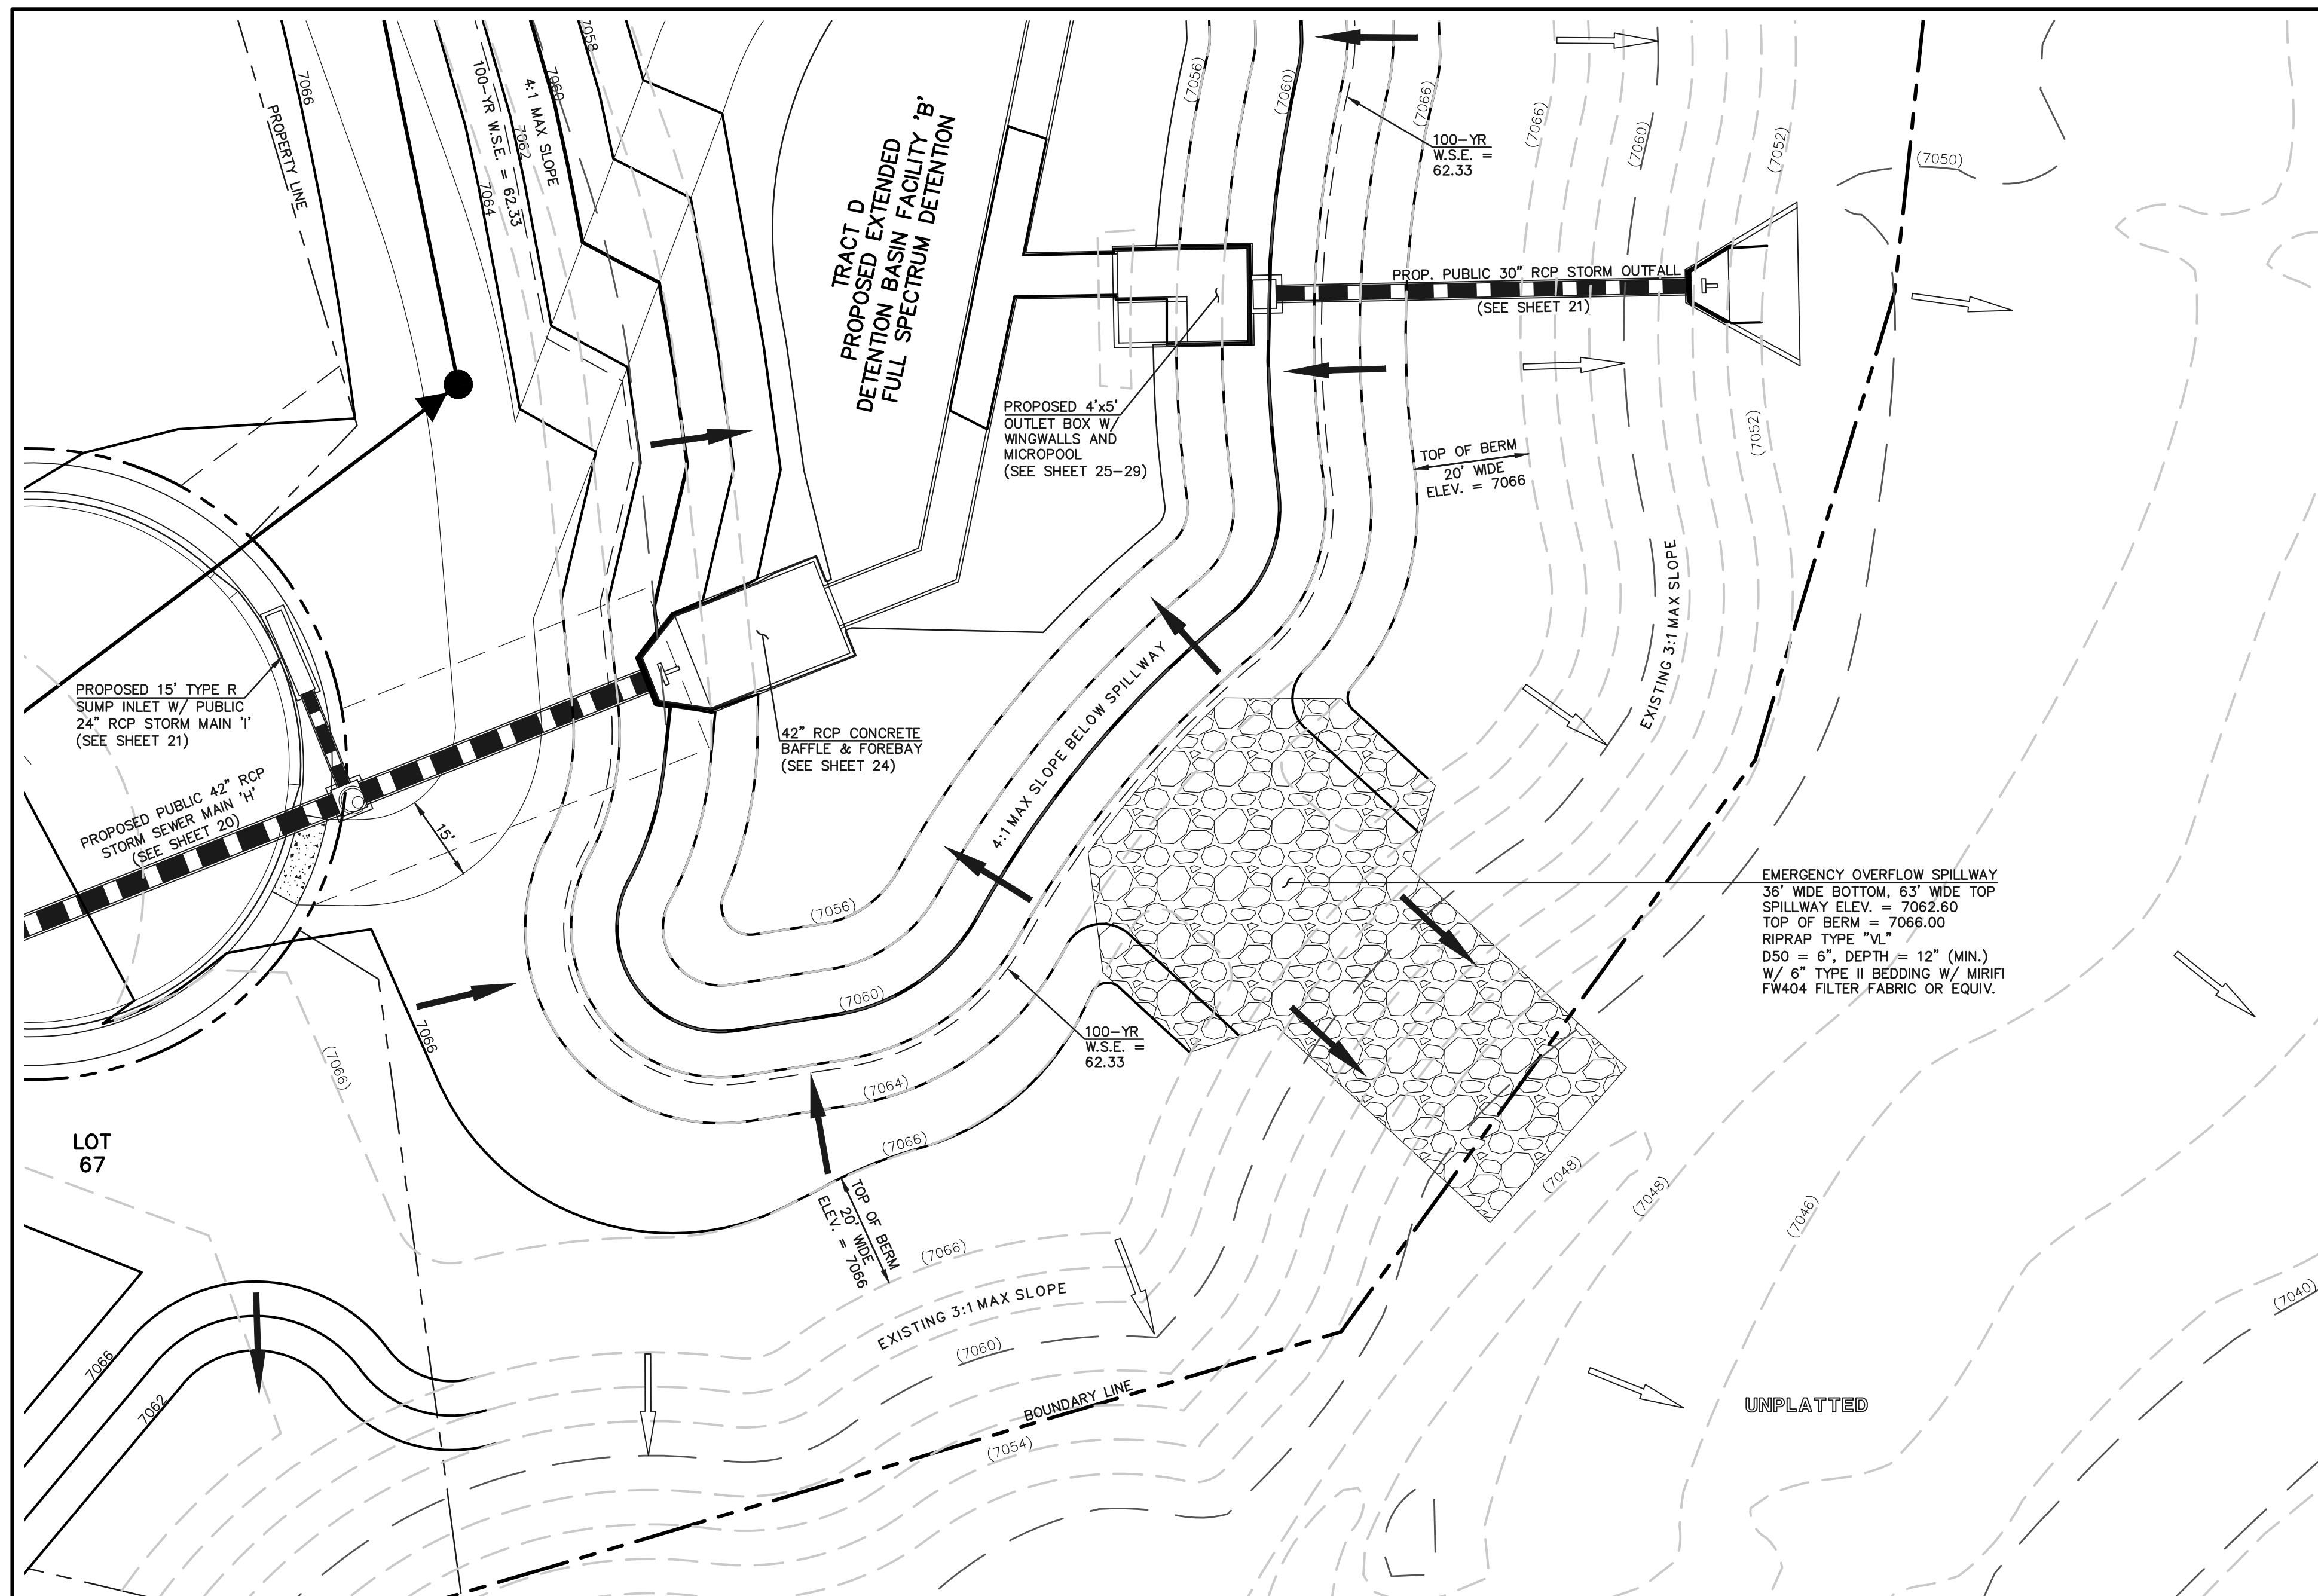 7066
PROPERTY LINE
100-YR W.S.E. = 62.33
7064
7062
4:1 MAX SLOPE
7060
7058
TRACT D
PROPOSED EXTENDED
DETENTION BASIN FACILITY 'B'
FULL SPECTRUM DETENTION
(7056)
(7060)
(7066)
100-YR
W.S.E. =
62.33
(7066)
(7060)
(7052)
(7050)
PROP. PUBLIC 30" RCP STORM OUTFALL
(SEE SHEET 21)
PROPOSED 4'x5'
OUTLET BOX W/
WINGWALLS AND
MICROPOOL
(SEE SHEET 25-29)
TOP OF BERM
20' WIDE
ELEV. = 7066
(7052)
EXISTING 3:1 MAX SLOPE
PROPOSED 15' TYPE R
SUMP INLET W/ PUBLIC
24" RCP STORM MAIN 'I'
(SEE SHEET 21)
PROPOSED PUBLIC 42" RCP
STORM SEWER MAIN 'H'
(SEE SHEET 20)
15'
42" RCP CONCRETE
BAFFLE & FOREBAY
(SEE SHEET 24)
4:1 MAX SLOPE BELOW SPILLWAY
EMERGENCY OVERFLOW SPILLWAY
36' WIDE BOTTOM, 63' WIDE TOP
SPILLWAY ELEV. = 7062.60
TOP OF BERM = 7066.00
RIPRAP TYPE "VL"
D50 = 6", DEPTH = 12" (MIN.)
W/ 6" TYPE II BEDDING W/ MIRIFI
FW404 FILTER FABRIC OR EQUIV.
(7056)
(7060)
100-YR
W.S.E. =
62.33
7066
(7066)
(7064)
(7066)
LOT
67
TOP OF BERM
20' WIDE
ELEV. = 7066
(7066)
(7048)
(7048)
(7046)
(7040)
EXISTING 3:1 MAX SLOPE
(7060)
7066
7062
BOUNDARY LINE
(7054)
UNPLATTED